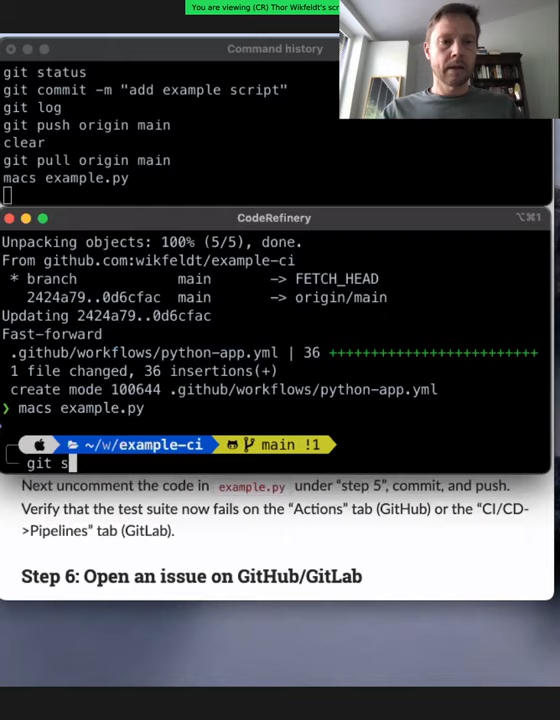 You are viewing (CR) Thor Wikfeldt's scr
Command history
git status
git commit -m "add example script"
git log
git push origin main
clear
git pull origin main
macs example.py
CodeRefinery
⌥⌘1
Unpacking objects: 100% (5/5), done.
From github.com:wikfeldt/example-ci
* branch main -> FETCH_HEAD
2424a79..0d6cfac main -> origin/main
Updating 2424a79..0d6cfac
Fast-forward
.github/workflows/python-app.yml | 36 ++++++++++++++++++++++++++
1 file changed, 36 insertions(+)
create mode 100644 .github/workflows/python-app.yml
❯ macs example.py
~/w/example-ci main !1
git s
Next uncomment the code in example.py under “step 5”, commit, and push.
Verify that the test suite now fails on the “Actions” tab (GitHub) or the “CI/CD-
>Pipelines” tab (GitLab).
Step 6: Open an issue on GitHub/GitLab